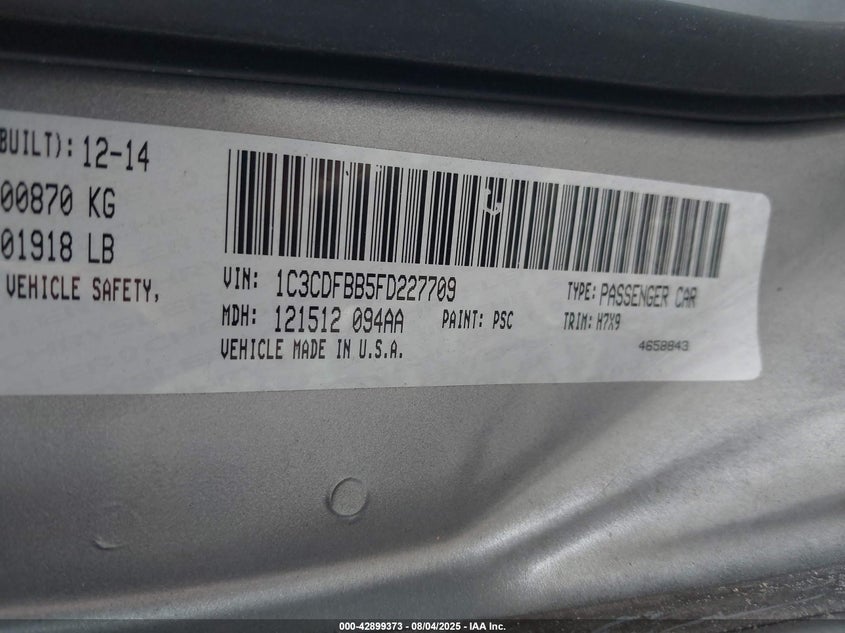 BUILT): 12-14
00870 KG
01918 LB
VEHICLE SAFETY,
VIN: 1C3CDFBB5FD227709
TYPE: PASSENGER CAR
MDH: 121512 094AA
PAINT: PSC
TRIM: H7X9
VEHICLE MADE IN U.S.A.
4658843
000-42899373 - 08/04/2025 - IAA Inc.